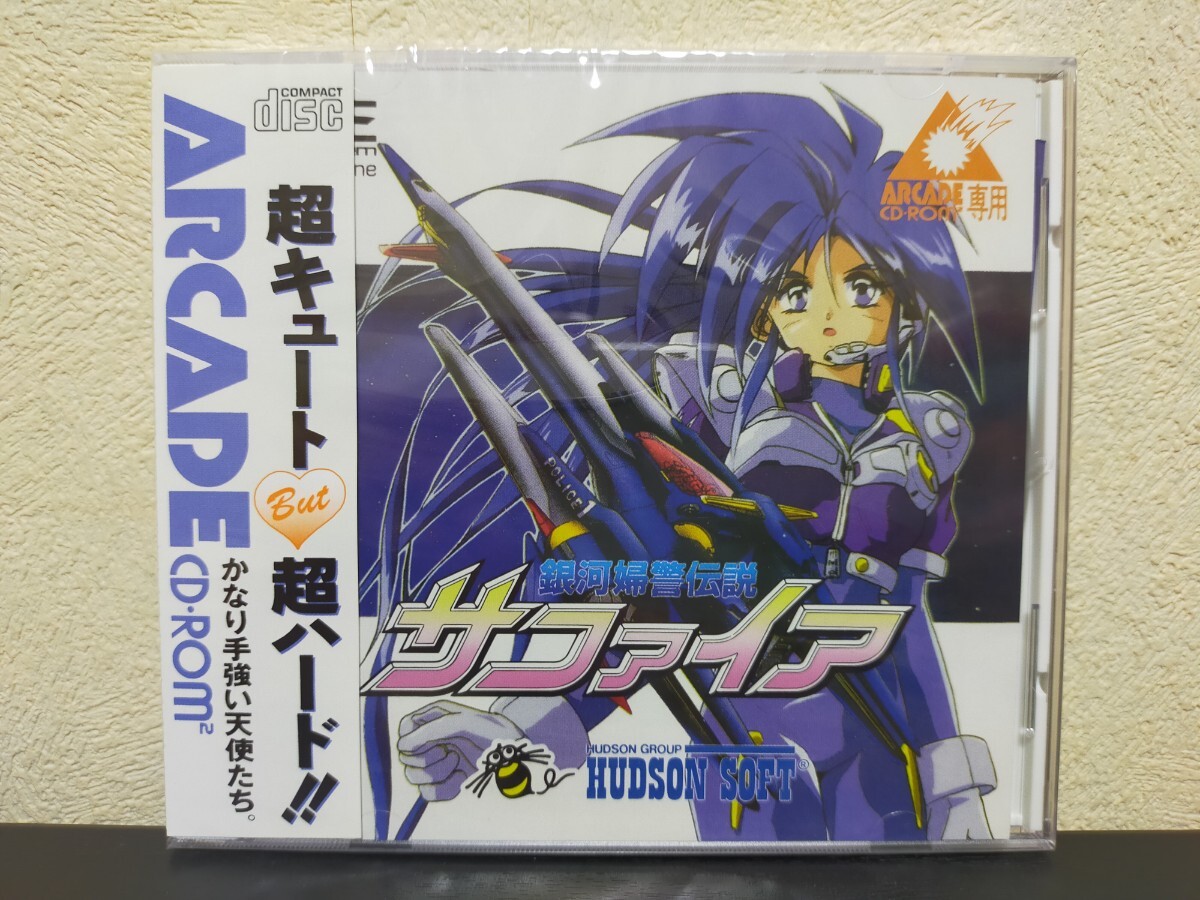 COMPACT
disc
ARCADE CD・ROM²
超キュート But 超ハード!!
かなり手強い天使たち。
E
ne
ARCADE
CD・ROM² 専用
POLICE
銀河婦警伝説
サファイア
HUDSON GROUP
HUDSON SOFT®